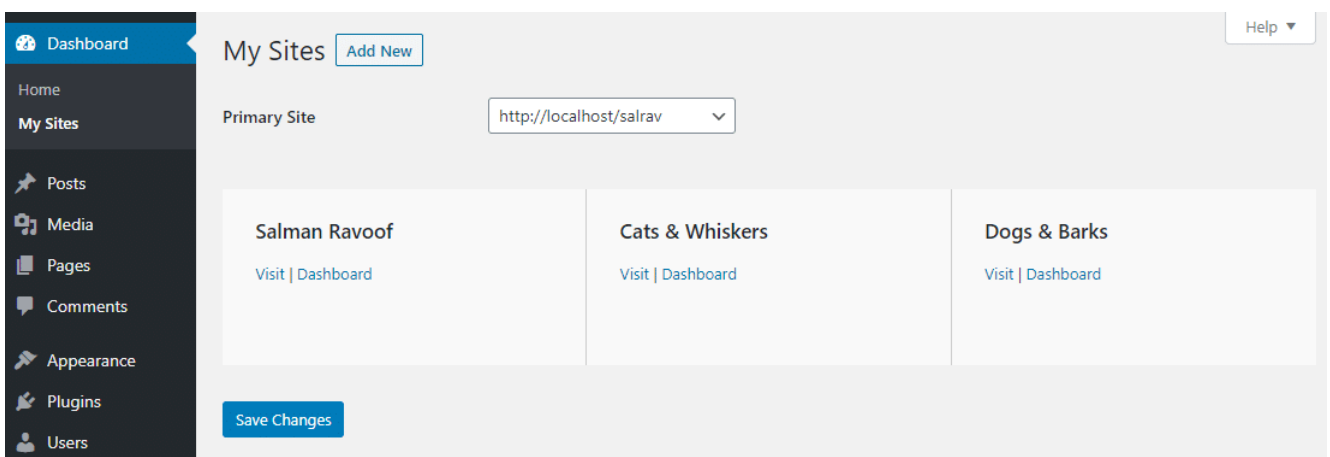 Dashboard
Home
My Sites
Posts
Media
Pages
Comments
Appearance
Plugins
Users
Help ▼
My Sites Add New
Primary Site http://localhost/salrav
Salman Ravoof
Visit | Dashboard
Cats & Whiskers
Visit | Dashboard
Dogs & Barks
Visit | Dashboard
Save Changes